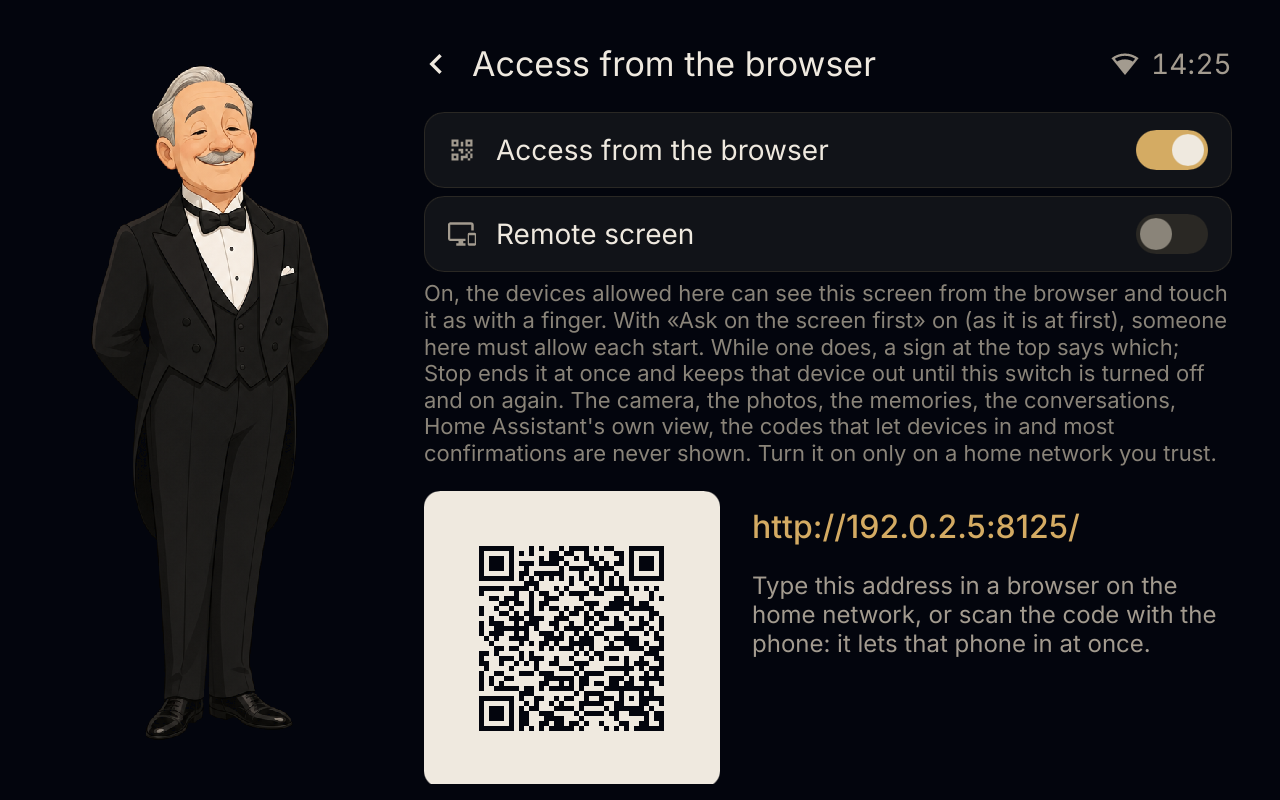 Access from the browser
14:25
Access from the browser
Remote screen
On, the devices allowed here can see this screen from the browser and touch
it as with a finger. With «Ask on the screen first» on (as it is at first), someone
here must allow each start. While one does, a sign at the top says which;
Stop ends it at once and keeps that device out until this switch is turned off
and on again. The camera, the photos, the memories, the conversations,
Home Assistant's own view, the codes that let devices in and most
confirmations are never shown. Turn it on only on a home network you trust.
http://192.0.2.5:8125/
Type this address in a browser on the
home network, or scan the code with the
phone: it lets that phone in at once.